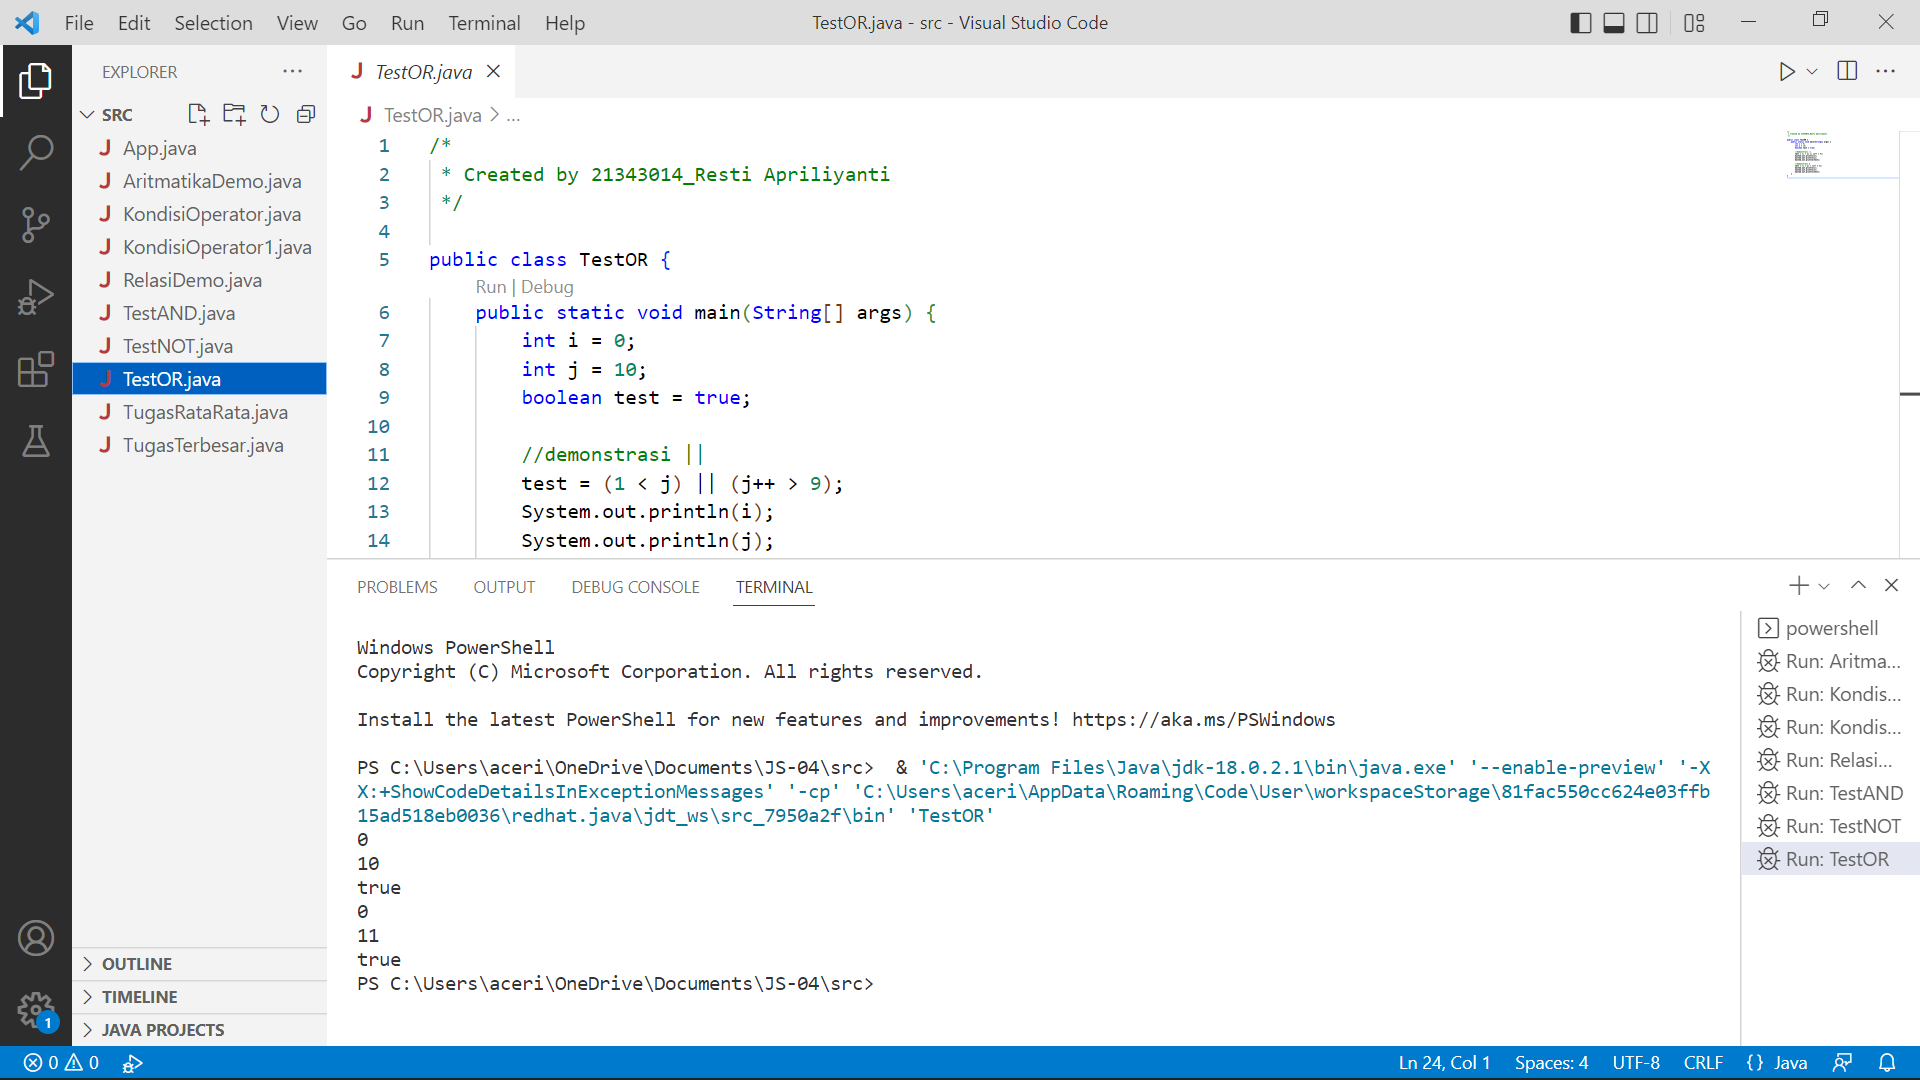 File Edit Selection View Go Run Terminal Help
TestOR.java - src - Visual Studio Code
EXPLORER
SRC
App.java
AritmatikaDemo.java
KondisiOperator.java
KondisiOperator1.java
RelasiDemo.java
TestAND.java
TestNOT.java
TestOR.java
TugasRataRata.java
TugasTerbesar.java
OUTLINE
TIMELINE
JAVA PROJECTS
J TestOR.java
J TestOR.java > ...
1 /*
2 * Created by 21343014_Resti Apriliyanti
3 */
4
5 public class TestOR {
Run | Debug
6 public static void main(String[] args) {
7 int i = 0;
8 int j = 10;
9 boolean test = true;
10
11 //demonstrasi ||
12 test = (1 < j) || (j++ > 9);
13 System.out.println(i);
14 System.out.println(j);
PROBLEMS OUTPUT DEBUG CONSOLE TERMINAL
Windows PowerShell
Copyright (C) Microsoft Corporation. All rights reserved.
Install the latest PowerShell for new features and improvements! https://aka.ms/PSWindows
PS C:\Users\aceri\OneDrive\Documents\JS-04\src>  & 'C:\Program Files\Java\jdk-18.0.2.1\bin\java.exe' '--enable-preview' '-X
X:+ShowCodeDetailsInExceptionMessages' '-cp' 'C:\Users\aceri\AppData\Roaming\Code\User\workspaceStorage\81fac550cc624e03ffb
15ad518eb0036\redhat.java\jdt_ws\src_7950a2f\bin' 'TestOR'
0
10
true
0
11
true
PS C:\Users\aceri\OneDrive\Documents\JS-04\src>
powershell
Run: Aritma...
Run: Kondis...
Run: Kondis...
Run: Relasi...
Run: TestAND
Run: TestNOT
Run: TestOR
1
0 0
Ln 24, Col 1 Spaces: 4 UTF-8 CRLF {} Java